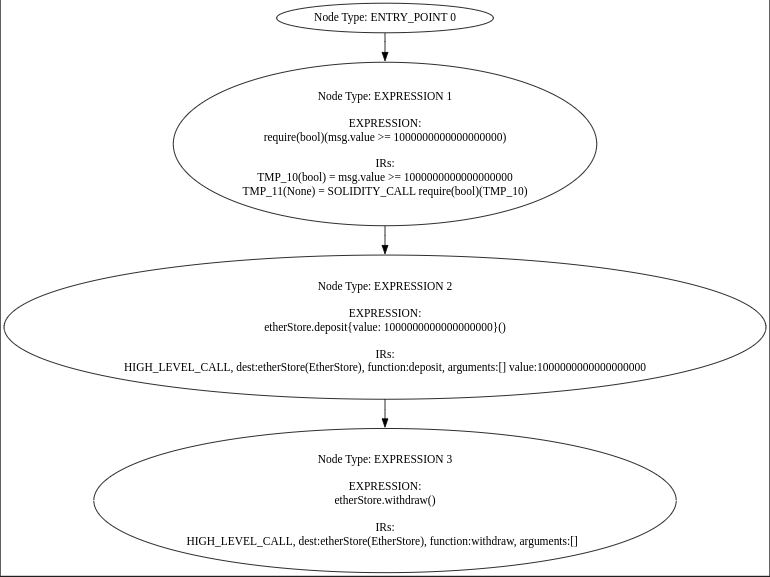 Node Type: ENTRY_POINT 0
Node Type: EXPRESSION 1
EXPRESSION:
require(bool)(msg.value >= 1000000000000000000)
IRs:
TMP_10(bool) = msg.value >= 1000000000000000000
TMP_11(None) = SOLIDITY_CALL require(bool)(TMP_10)
Node Type: EXPRESSION 2
EXPRESSION:
etherStore.deposit{value: 1000000000000000000}()
IRs:
HIGH_LEVEL_CALL, dest:etherStore(EtherStore), function:deposit, arguments:[] value:1000000000000000000
Node Type: EXPRESSION 3
EXPRESSION:
etherStore.withdraw()
IRs:
HIGH_LEVEL_CALL, dest:etherStore(EtherStore), function:withdraw, arguments:[]